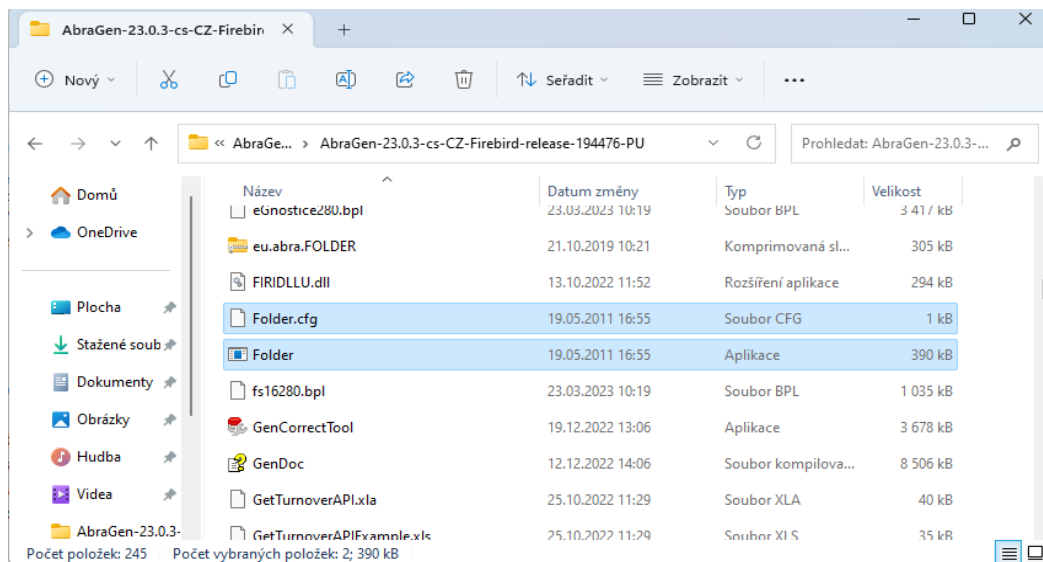 AbraGen-23.0.3-cs-CZ-Firebir
Nový Seřadit Zobrazit
« AbraGe... > AbraGen-23.0.3-cs-CZ-Firebird-release-194476-PU Prohledat: AbraGen-23.0.3-...
Domů
OneDrive
Plocha
Stažené soub
Dokumenty
Obrázky
Hudba
Videa
AbraGen-23.0.3-
Název Datum změny Typ Velikost
eGnostice280.bpl 23.03.2023 10:19 Soubor BPL 3 417 kB
eu.abra.FOLDER 21.10.2019 10:21 Komprimovaná sl... 305 kB
FIRIDLLU.dll 13.10.2022 11:52 Rozšíření aplikace 294 kB
Folder.cfg 19.05.2011 16:55 Soubor CFG 1 kB
Folder 19.05.2011 16:55 Aplikace 390 kB
fs16280.bpl 23.03.2023 10:19 Soubor BPL 1 035 kB
GenCorrectTool 19.12.2022 13:06 Aplikace 3 678 kB
GenDoc 12.12.2022 14:06 Soubor kompilova... 8 506 kB
GetTurnoverAPI.xla 25.10.2022 11:29 Soubor XLA 40 kB
GetTurnoverAPIExample.xls 25.10.2022 11:29 Soubor XLS 35 kB
Počet položek: 245 Počet vybraných položek: 2; 390 kB